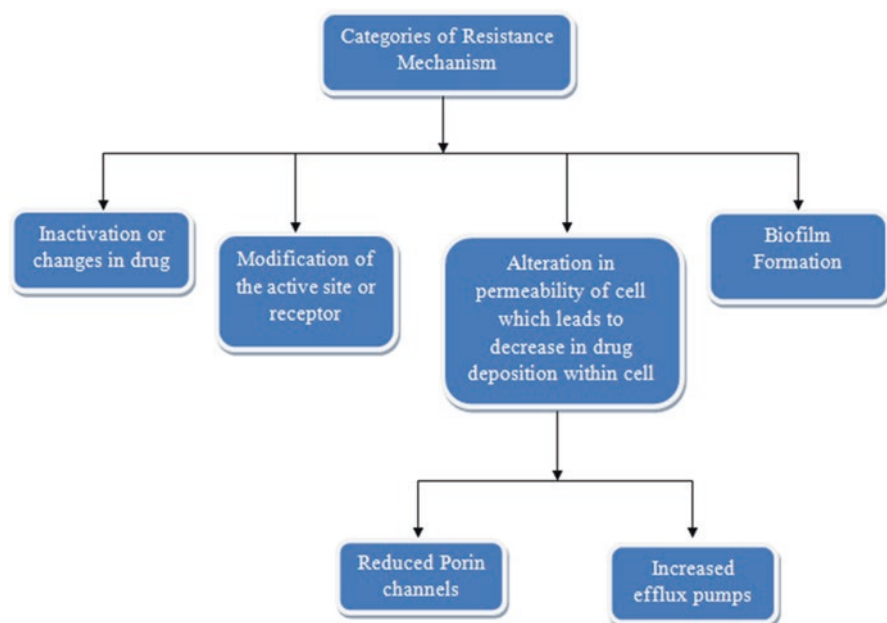 Categories of Resistance
Mechanism
Inactivation or
changes in drug
Modification of
the active site or
receptor
Alteration in
permeability of cell
which leads to
decrease in drug
deposition within cell
Biofilm
Formation
Reduced Porin
channels
Increased
efflux pumps